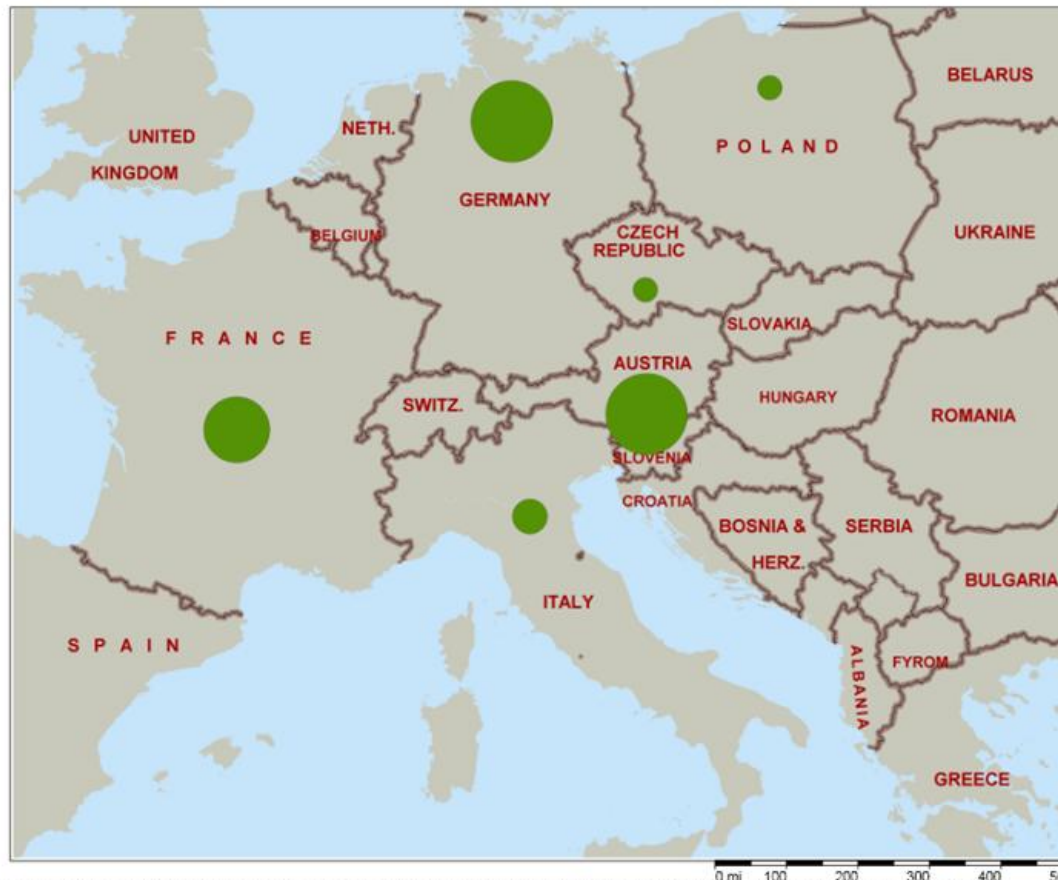 BELARUS
UNITED
KINGDOM
NETH.
POLAND
GERMANY
BELGIUM
CZECH
REPUBLIC
UKRAINE
FRANCE
SLOVAKIA
AUSTRIA
SWITZ.
HUNGARY
ROMANIA
SLOVENIA
CROATIA
BOSNIA &
HERZ.
SERBIA
BULGARIA
ITALY
SPAIN
ALBANIA
FYROM
GREECE
0 mi 100 200 300 400